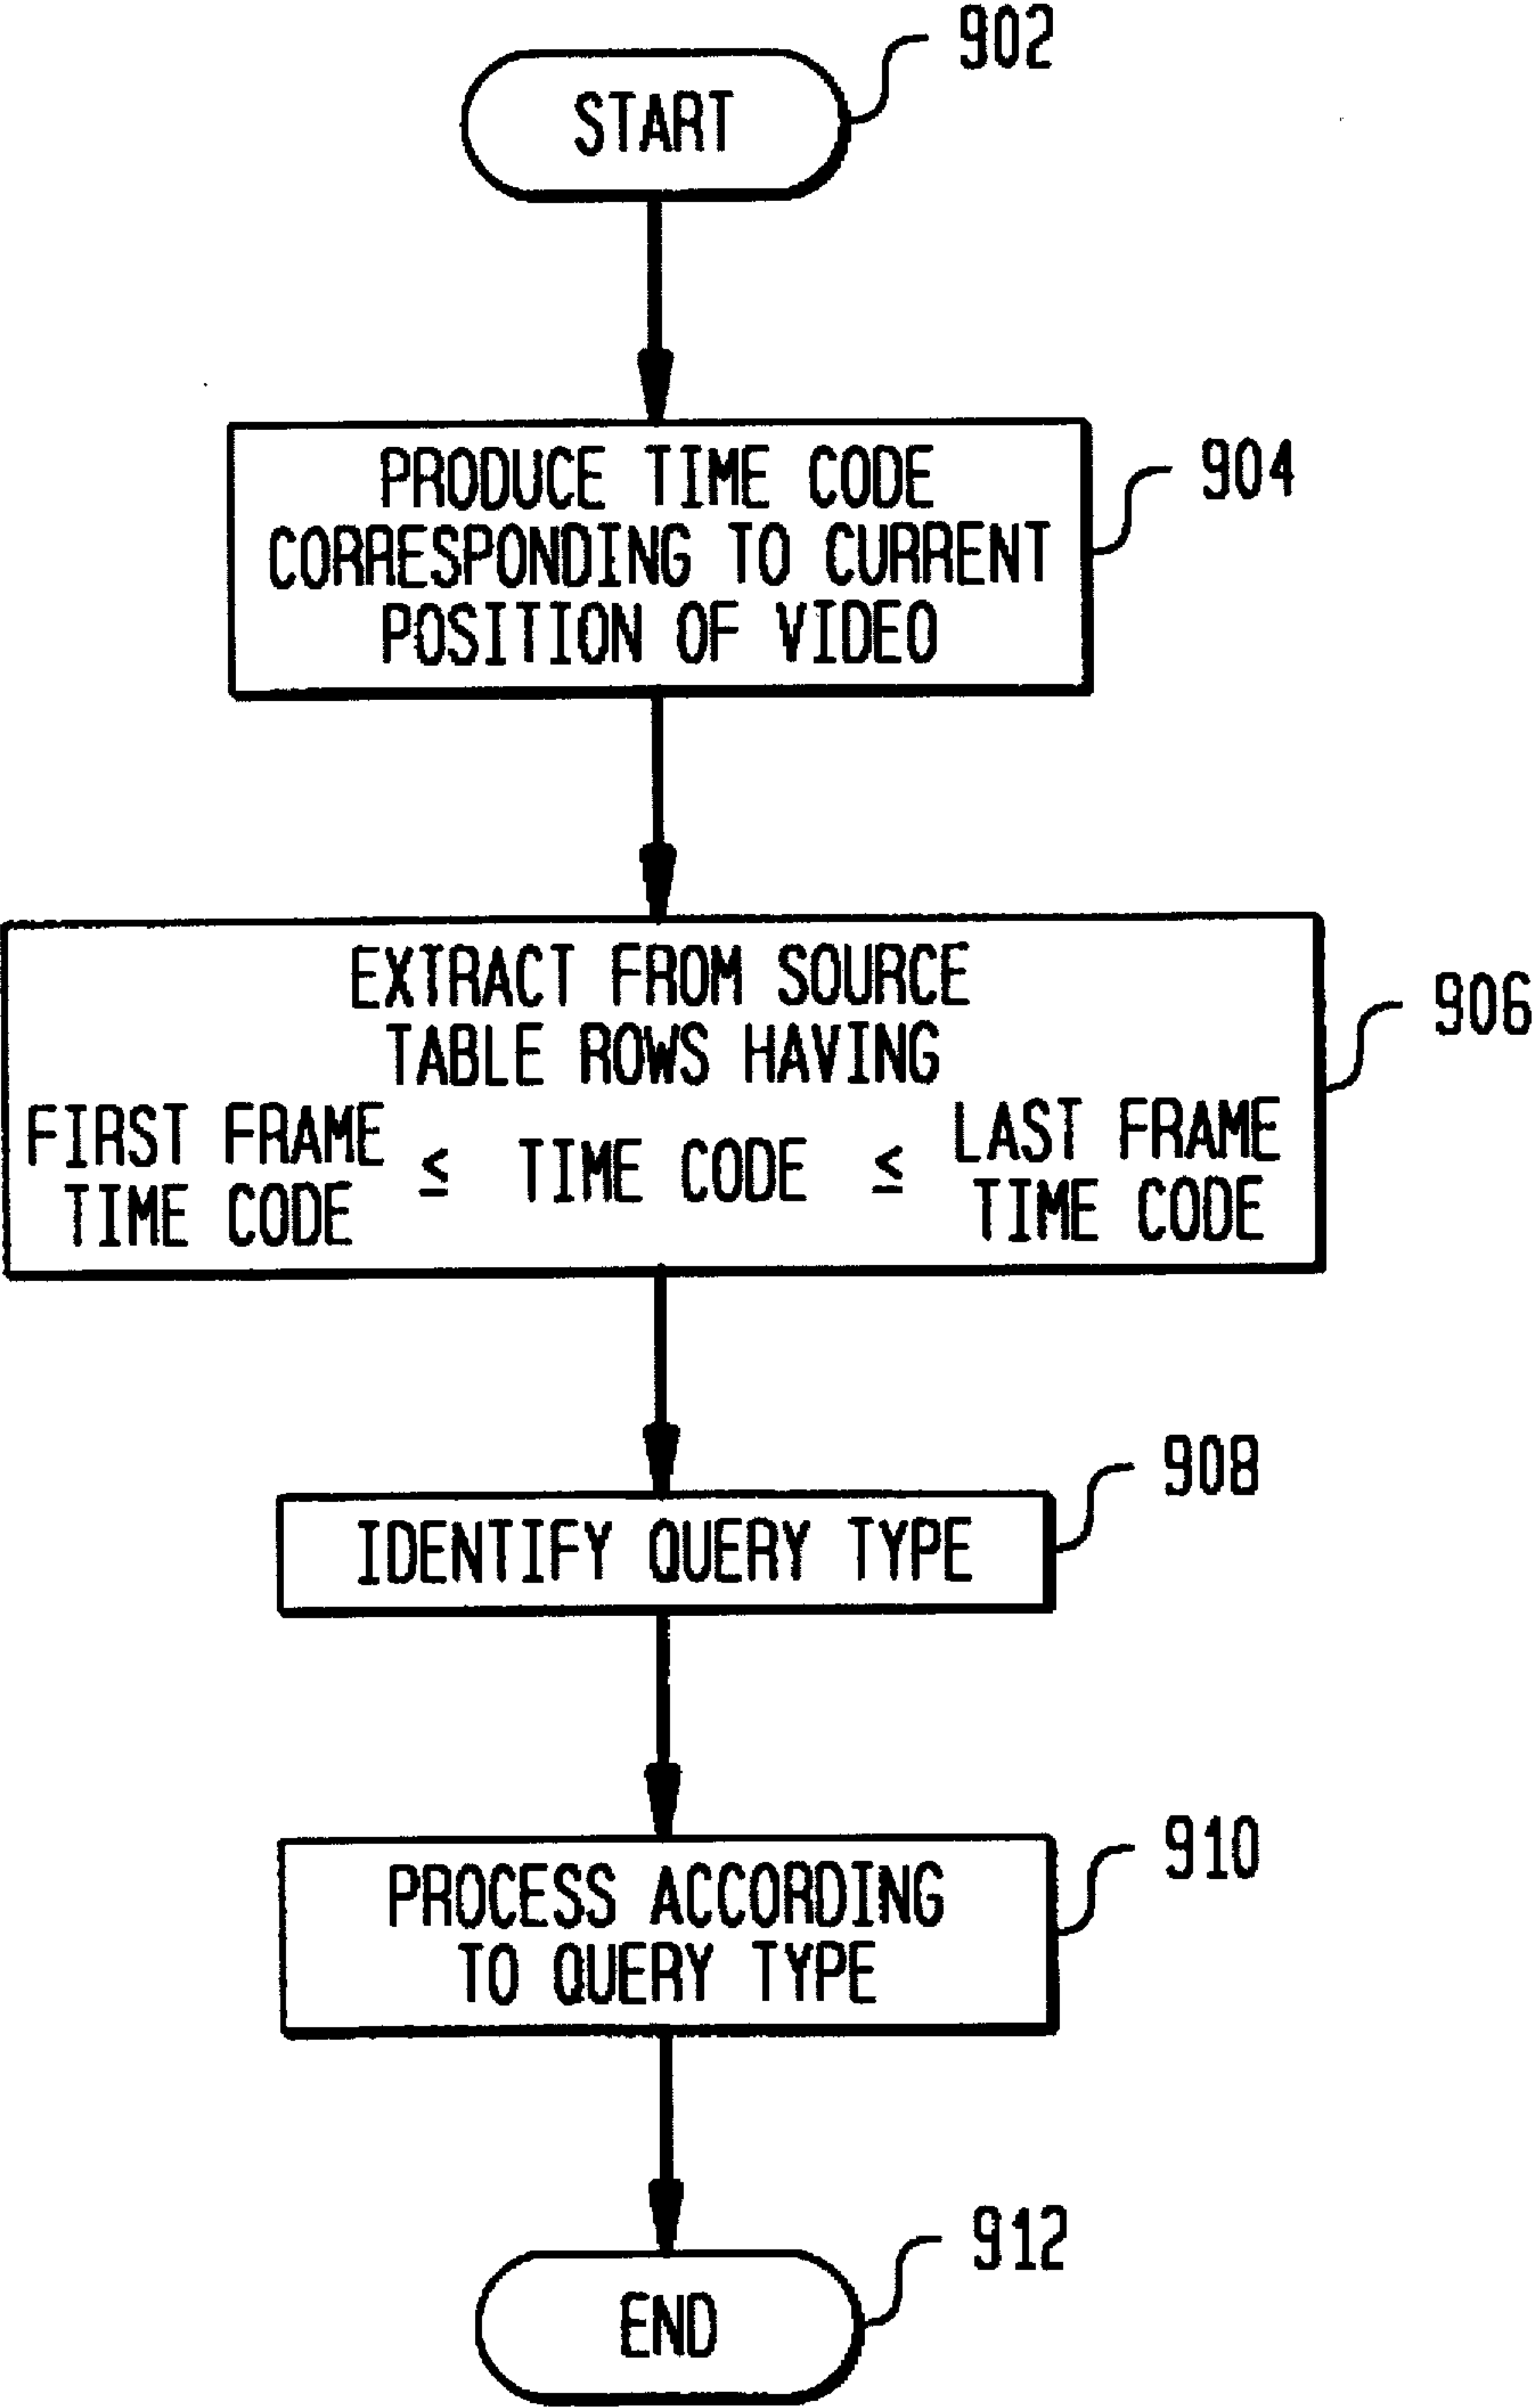 902
START
904
PRODUCE TIME CODE
CORRESPONDING TO CURRENT
POSITION OF VIDEO
906
EXTRACT FROM SOURCE
TABLE ROWS HAVING
FIRST FRAME TIME CODE ≤ TIME CODE ≤ LAST FRAME TIME CODE
908
IDENTIFY QUERY TYPE
910
PROCESS ACCORDING
TO QUERY TYPE
912
END